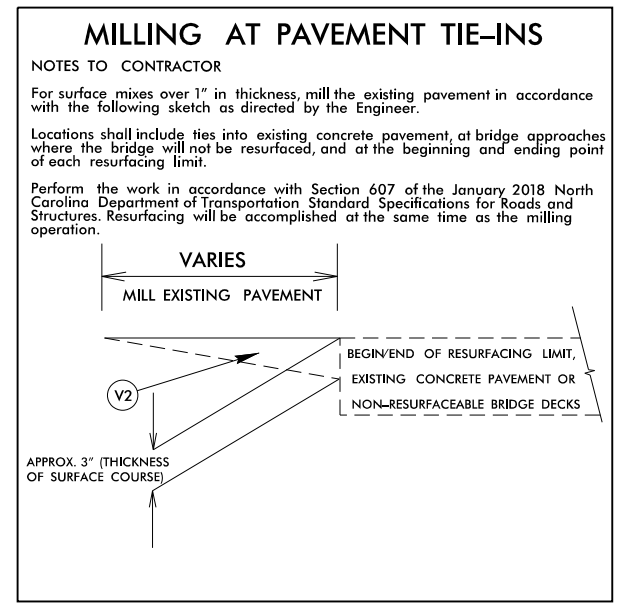 MILLING AT PAVEMENT TIE–INS
NOTES TO CONTRACTOR
For surface mixes over 1" in thickness, mill the existing pavement in accordance
with the following sketch as directed by the Engineer.
Locations shall include ties into existing concrete pavement, at bridge approaches
where the bridge will not be resurfaced, and at the beginning and ending point
of each resurfacing limit.
Perform the work in accordance with Section 607 of the January 2018 North
Carolina Department of Transportation Standard Specifications for Roads and
Structures. Resurfacing will be accomplished at the same time as the milling
operation.
VARIES
MILL EXISTING PAVEMENT
BEGIN/END OF RESURFACING LIMIT,
EXISTING CONCRETE PAVEMENT OR
NON–RESURFACEABLE BRIDGE DECKS
V2
APPROX. 3" (THICKNESS
OF SURFACE COURSE)